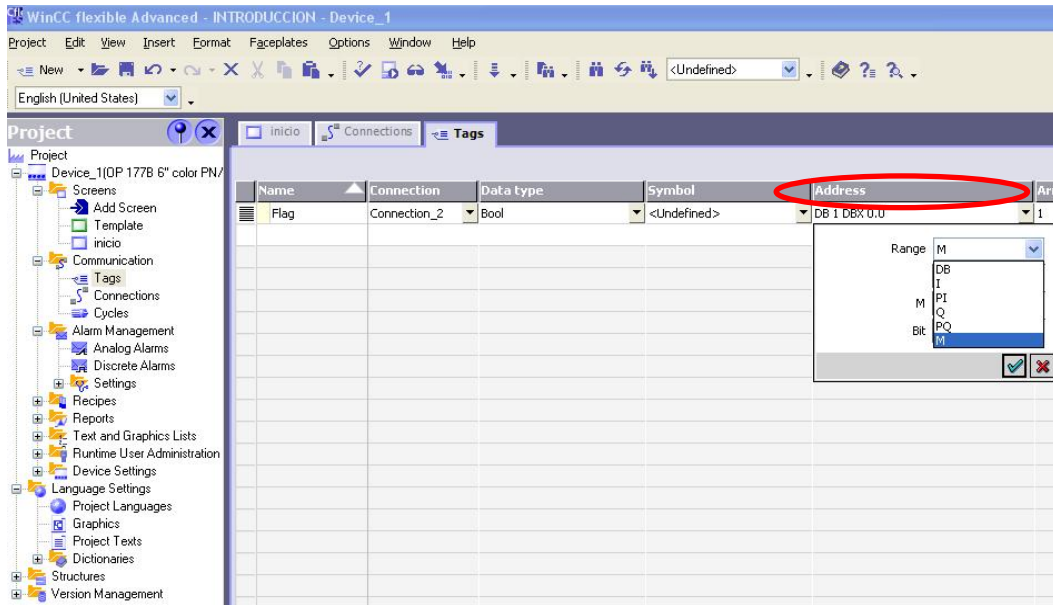 WinCC flexible Advanced - INTRODUCCION - Device_1
Project Edit View Insert Format Faceplates Options Window Help
New <Undefined>
English (United States)
Project
inicio Connections Tags
Project
Device_1(OP 177B 6" color PN/
Screens
Add Screen
Template
inicio
Communication
Tags
Connections
Cycles
Alarm Management
Analog Alarms
Discrete Alarms
Settings
Recipes
Reports
Text and Graphics Lists
Runtime User Administration
Device Settings
Language Settings
Project Languages
Graphics
Project Texts
Dictionaries
Structures
Version Management
Name Connection Data type Symbol Address Arr
Flag Connection_2 Bool <Undefined> DB 1 DBX 0.0 1
Range M
DB
I
M PI
Q
Bit PQ
M